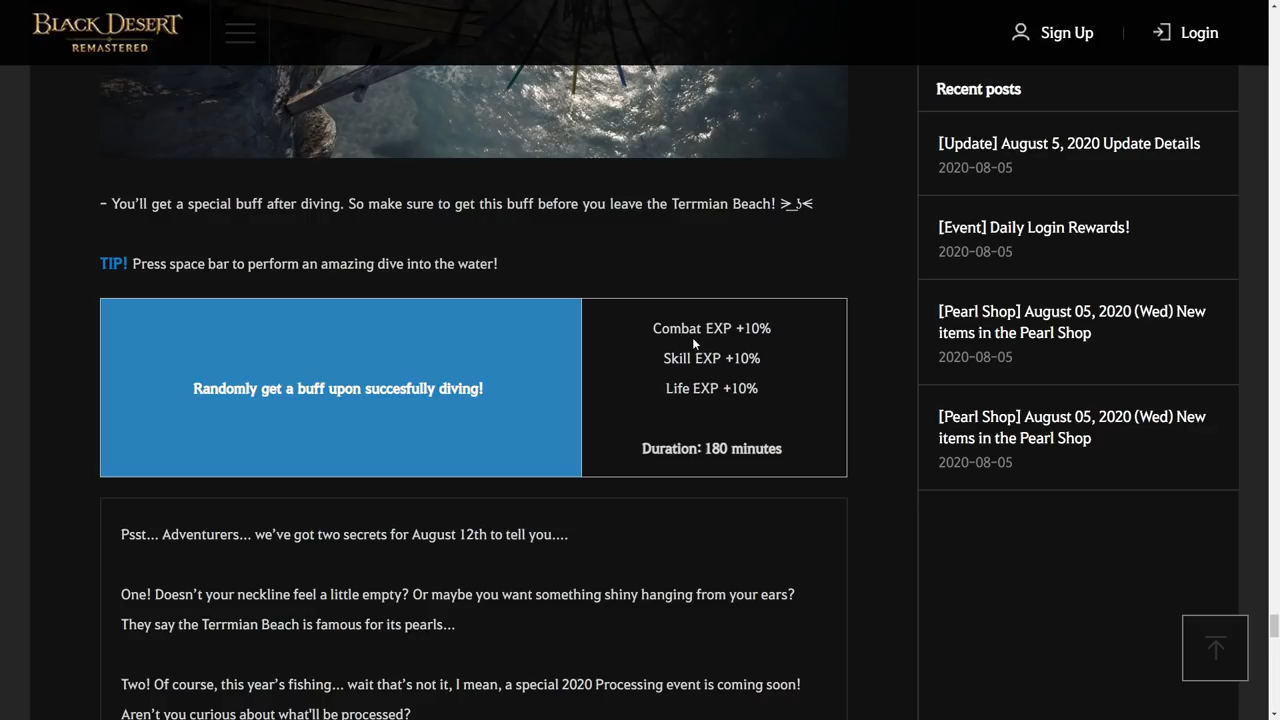 BLACK DESERT
REMASTERED
Sign Up
Login
- You'll get a special buff after diving. So make sure to get this buff before you leave the Terrmian Beach! ⋟﹏⋞
TIP! Press space bar to perform an amazing dive into the water!
Randomly get a buff upon succesfully diving!
Combat EXP +10%
Skill EXP +10%
Life EXP +10%
Duration: 180 minutes
Psst... Adventurers... we've got two secrets for August 12th to tell you....
One! Doesn't your neckline feel a little empty? Or maybe you want something shiny hanging from your ears?
They say the Terrmian Beach is famous for its pearls...
Two! Of course, this year's fishing... wait that's not it, I mean, a special 2020 Processing event is coming soon!
Aren't you curious about what'll be processed?
Recent posts
[Update] August 5, 2020 Update Details
2020-08-05
[Event] Daily Login Rewards!
2020-08-05
[Pearl Shop] August 05, 2020 (Wed) New
items in the Pearl Shop
2020-08-05
[Pearl Shop] August 05, 2020 (Wed) New
items in the Pearl Shop
2020-08-05